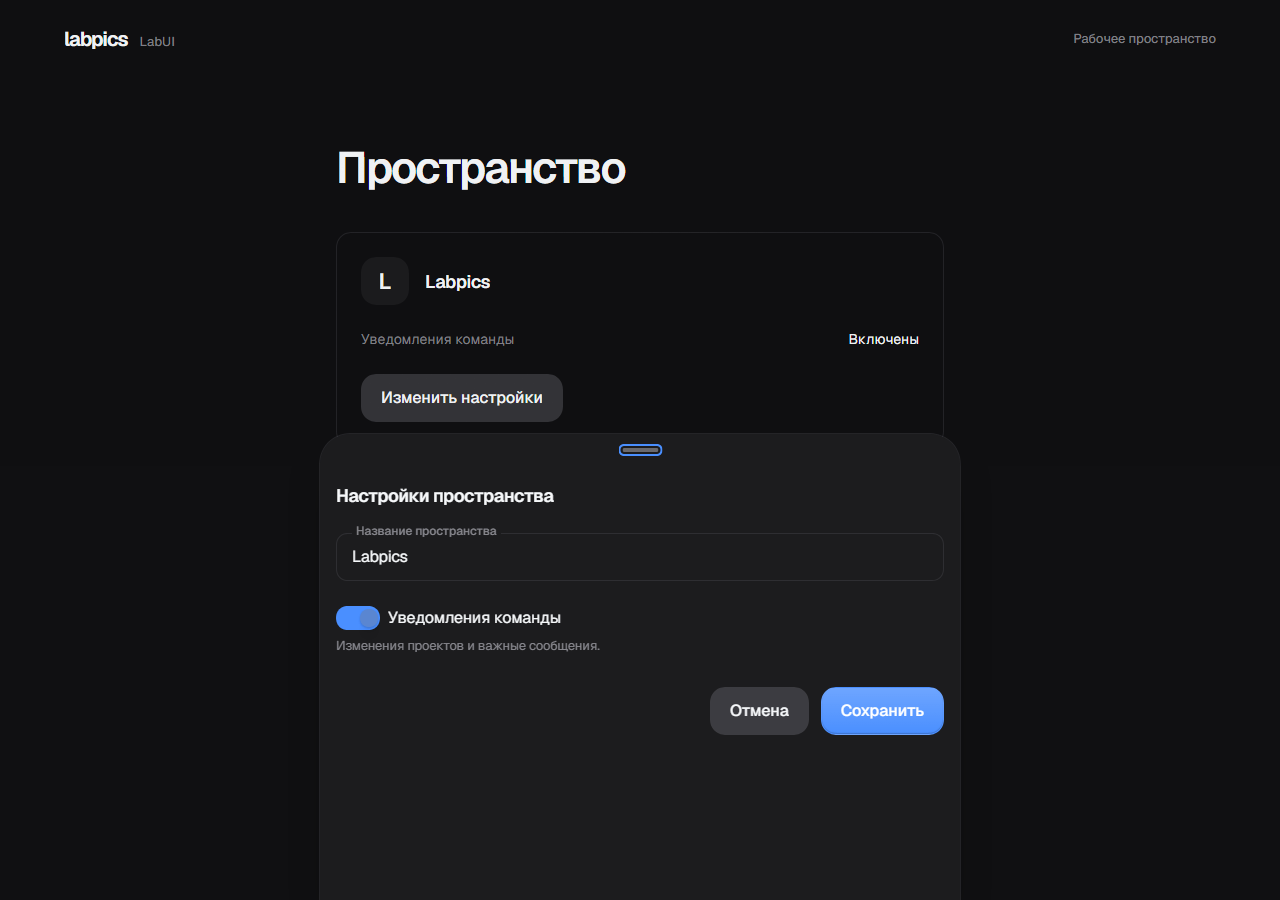 labpics LabUI
Рабочее пространство
Пространство
L
Labpics
Уведомления команды
Включены
Изменить настройки
Настройки пространства
Название пространства
Labpics
Уведомления команды
Изменения проектов и важные сообщения.
Отмена
Сохранить